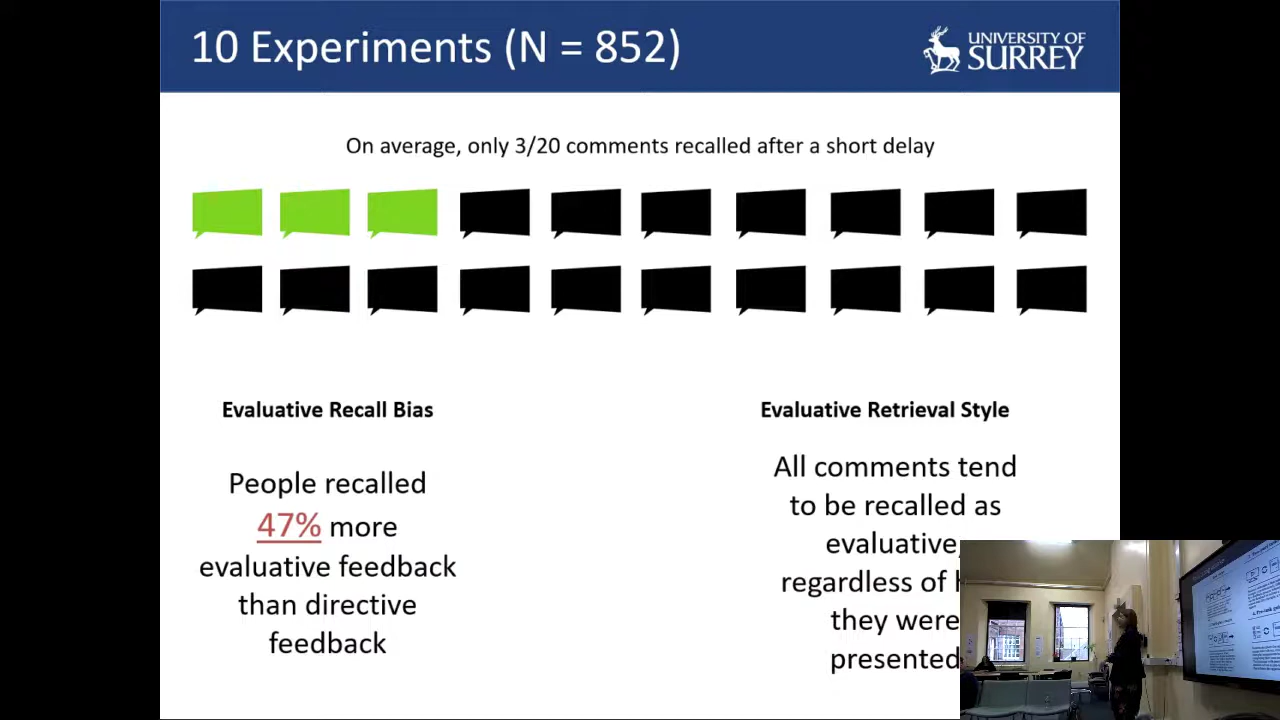 10 Experiments (N = 852)
UNIVERSITY OF
SURREY
On average, only 3/20 comments recalled after a short delay
Evaluative Recall Bias
People recalled
47% more
evaluative feedback
than directive
feedback
Evaluative Retrieval Style
All comments tend
to be recalled as
evaluative,
regardless of
they were
presented